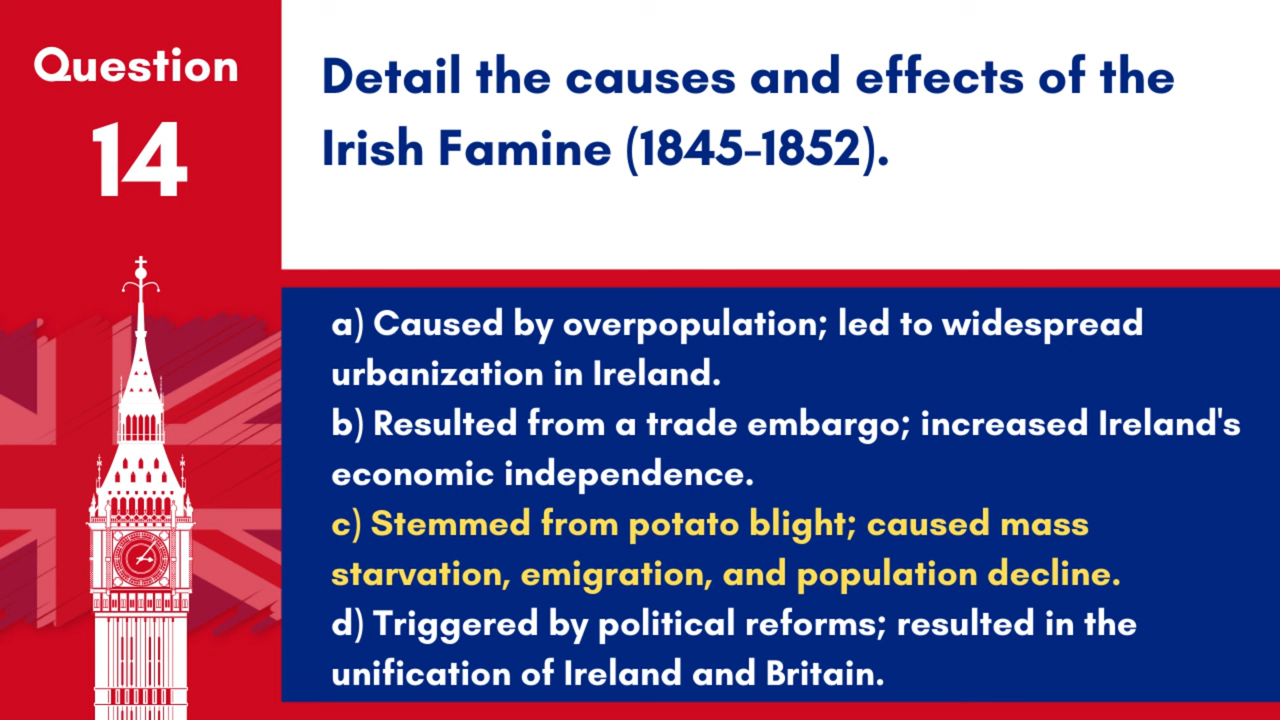 Question
14
Detail the causes and effects of the
Irish Famine (1845-1852).
a) Caused by overpopulation; led to widespread
urbanization in Ireland.
b) Resulted from a trade embargo; increased Ireland's
economic independence.
c) Stemmed from potato blight; caused mass
starvation, emigration, and population decline.
d) Triggered by political reforms; resulted in the
unification of Ireland and Britain.